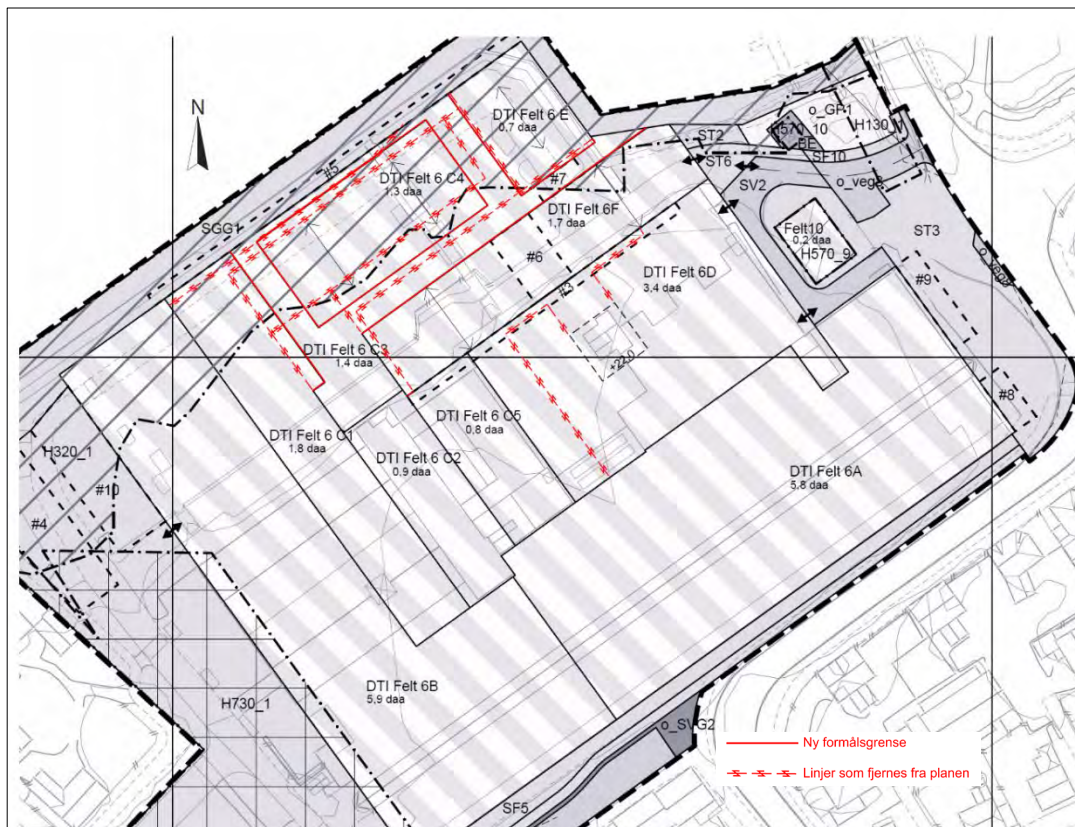 N
DTI Felt 6 E
0,7 daa
o_GF1
H570_10
H130_1
BE
ST2
SF10
ST6
#5
DTI Felt 6 C4
1,3 daa
#7
SV2
DTI Felt 6F
1,7 daa
SGG1
Felt10
0,2 daa
H570_9
ST3
#6
DTI Felt 6D
3,4 daa
#9
#3
DTI Felt 6 C3
1,4 daa
+22,0
#8
DTI Felt 6 C5
0,8 daa
DTI Felt 6 C1
1,8 daa
DTI Felt 6 C2
0,9 daa
H320_1
DTI Felt 6A
5,8 daa
#10
#4
DTI Felt 6B
5,9 daa
H730_1
o_SVG2
Ny formålsgrense
Linjer som fjernes fra planen
SF5